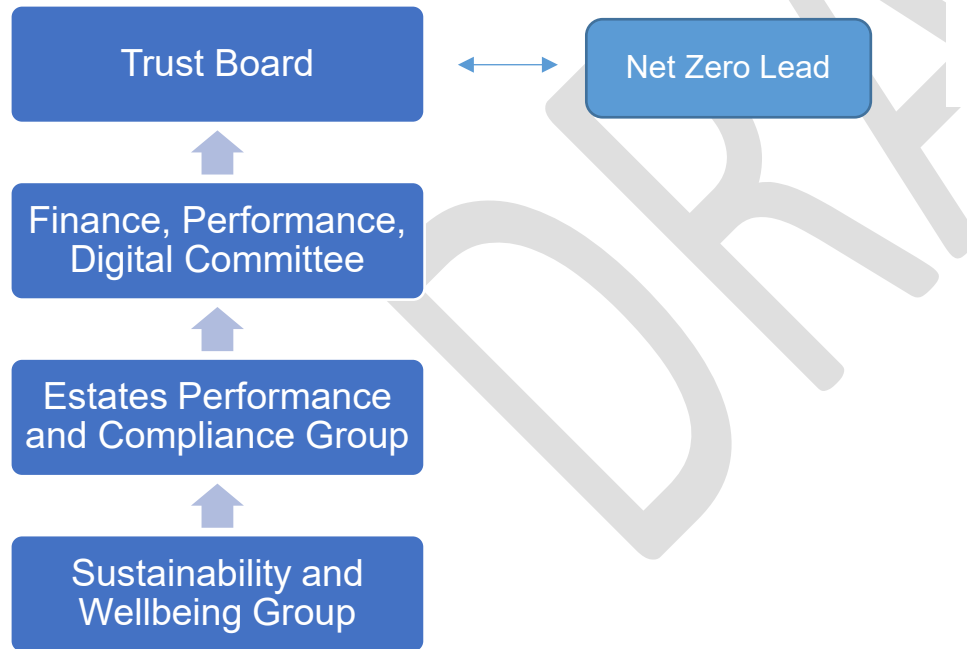 Trust Board
Net Zero Lead
Finance, Performance,
Digital Committee
Estates Performance
and Compliance Group
Sustainability and
Wellbeing Group